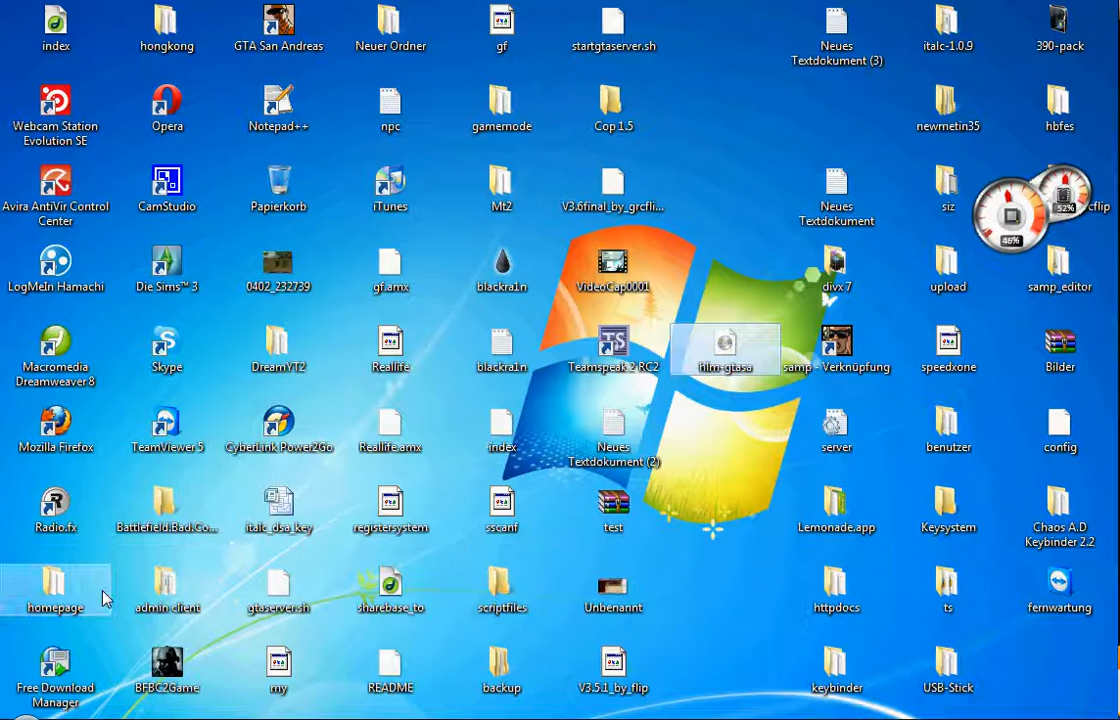 index
hongkong
GTA San Andreas
Neuer Ordner
gf
startgtaserver.sh
Neues
Textdokument (3)
italc-1.0.9
390-pack
Webcam Station
Evolution SE
Opera
Notepad++
npc
gamemode
Cop 1.5
newmetin35
hbfes
Avira AntiVir Control
Center
CamStudio
Papierkorb
iTunes
Mt2
V3.6final_by_grcfli...
Neues
Textdokument
siz
cflip
52%
46%
LogMeIn Hamachi
Die Sims™ 3
0402_232739
gf.amx
blackra1n
VideoCap0001
divx 7
upload
samp_editor
Macromedia
Dreamweaver 8
Skype
DreamYT2
Reallife
blackra1n
Teamspeak 2 RC2
hlm-gtasa
samp - Verknüpfung
speedxone
Bilder
Mozilla Firefox
TeamViewer 5
CyberLink Power2Go
Reallife.amx
index
Neues
Textdokument (2)
server
benutzer
config
Radio.fx
Battlefield.Bad.Co...
italc_dsa_key
registersystem
sscanf
test
Lemonade.app
Keysystem
Chaos A.D
Keybinder 2.2
homepage
admin client
gtaserver.sh
sharebase_to
scriptfiles
Unbenannt
httpdocs
ts
fernwartung
Free Download
Manager
BFBC2Game
my
README
backup
V3.5.1_by_flip
keybinder
USB-Stick